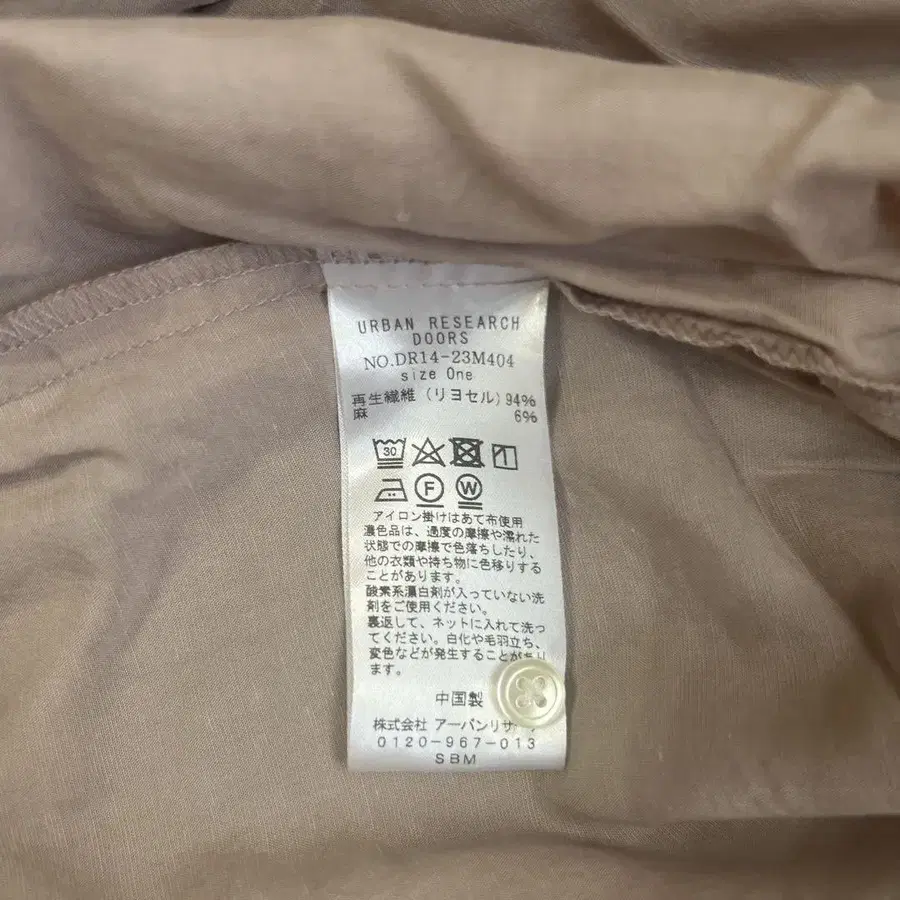 URBAN RESEARCH
DOORS
NO.DR14-23M404
size One
再生繊維 (リヨセル) 94%
麻 6%
30
F W
アイロン掛けはあて布使用
濃色品は、過度の摩擦や濡れた
状態での摩擦で色落ちしたり、
他の衣類や持ち物に色移りする
ことがあります。
酸素系漂白剤が入っていない洗
剤をご使用ください。
裏返して、ネットに入れて洗っ
てください。白化や毛羽立ち、
変色などが発生することがあり
ます。
中国製
株式会社
0120-967-013
SBM